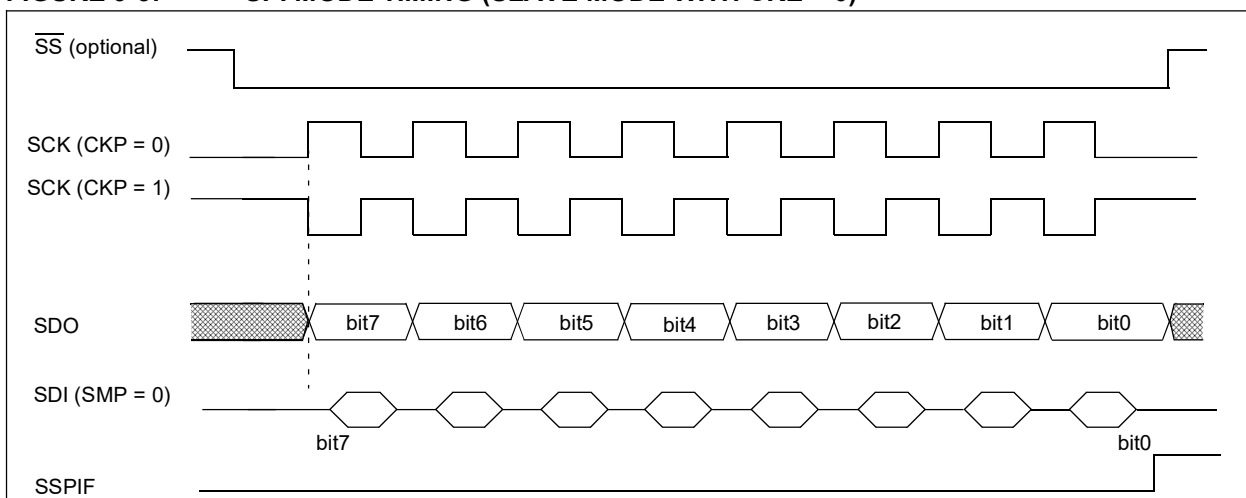 SS (optional)
SCK (CKP = 0)
SCK (CKP = 1)
SDO
bit7 bit6 bit5 bit4 bit3 bit2 bit1 bit0
SDI (SMP = 0)
bit7 bit0
SSPIF